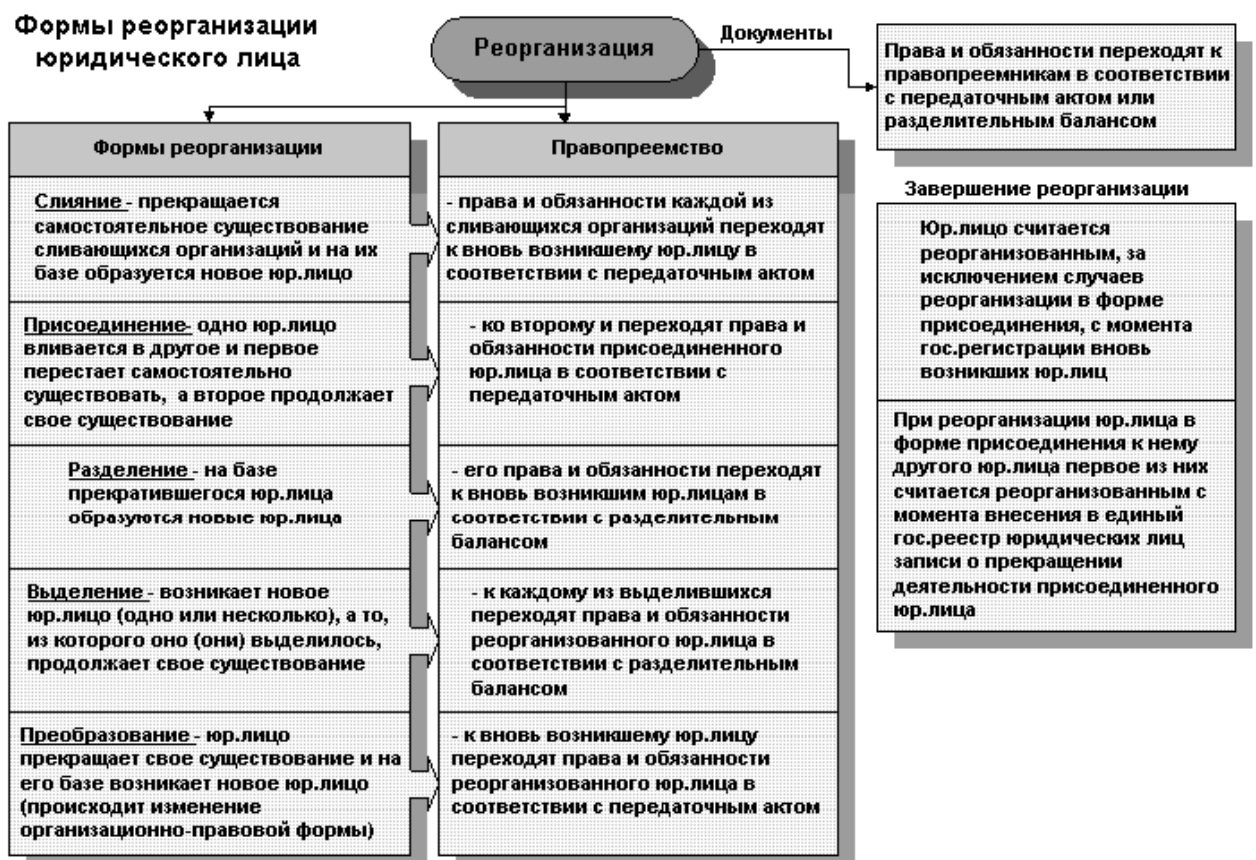 Формы реорганизации
юридического лица
Реорганизация
Документы
Права и обязанности переходят к
правопреемникам в соответствии
с передаточным актом или
разделительным балансом
Формы реорганизации
Слияние - прекращается
самостоятельное существование
сливающихся организаций и на их
базе образуется новое юр.лицо
Присоединение- одно юр.лицо
вливается в другое и первое
перестает самостоятельно
существовать, а второе продолжает
свое существование
Разделение - на базе
прекратившегося юр.лица
образуются новые юр.лица
Выделение - возникает новое
юр.лицо (одно или несколько), а то,
из которого оно (они) выделилось,
продолжает свое существование
Преобразование - юр.лицо
прекращает свое существование и на
его базе возникает новое юр.лицо
(происходит изменение
организационно-правовой формы)
Правопреемство
- права и обязанности каждой из
сливающихся организаций переходят
к вновь возникшему юр.лицу в
соответствии с передаточным актом
- ко второму и переходят права и
обязанности присоединенного
юр.лица в соответствии с
передаточным актом
- его права и обязанности переходят
к вновь возникшим юр.лицам в
соответствии с разделительным
балансом
- к каждому из выделившихся
переходят права и обязанности
реорганизованного юр.лица в
соответствии с разделительным
балансом
- к вновь возникшему юр.лицу
переходят права и обязанности
реорганизованного юр.лица в
соответствии с передаточным актом
Завершение реорганизации
Юр.лицо считается
реорганизованным, за
исключением случаев
реорганизации в форме
присоединения, с момента
гос.регистрации вновь
возникших юр.лиц
При реорганизации юр.лица в
форме присоединения к нему
другого юр.лица первое из них
считается реорганизованным с
момента внесения в единый
гос.реестр юридических лиц
записи о прекращении
деятельности присоединенного
юр.лица